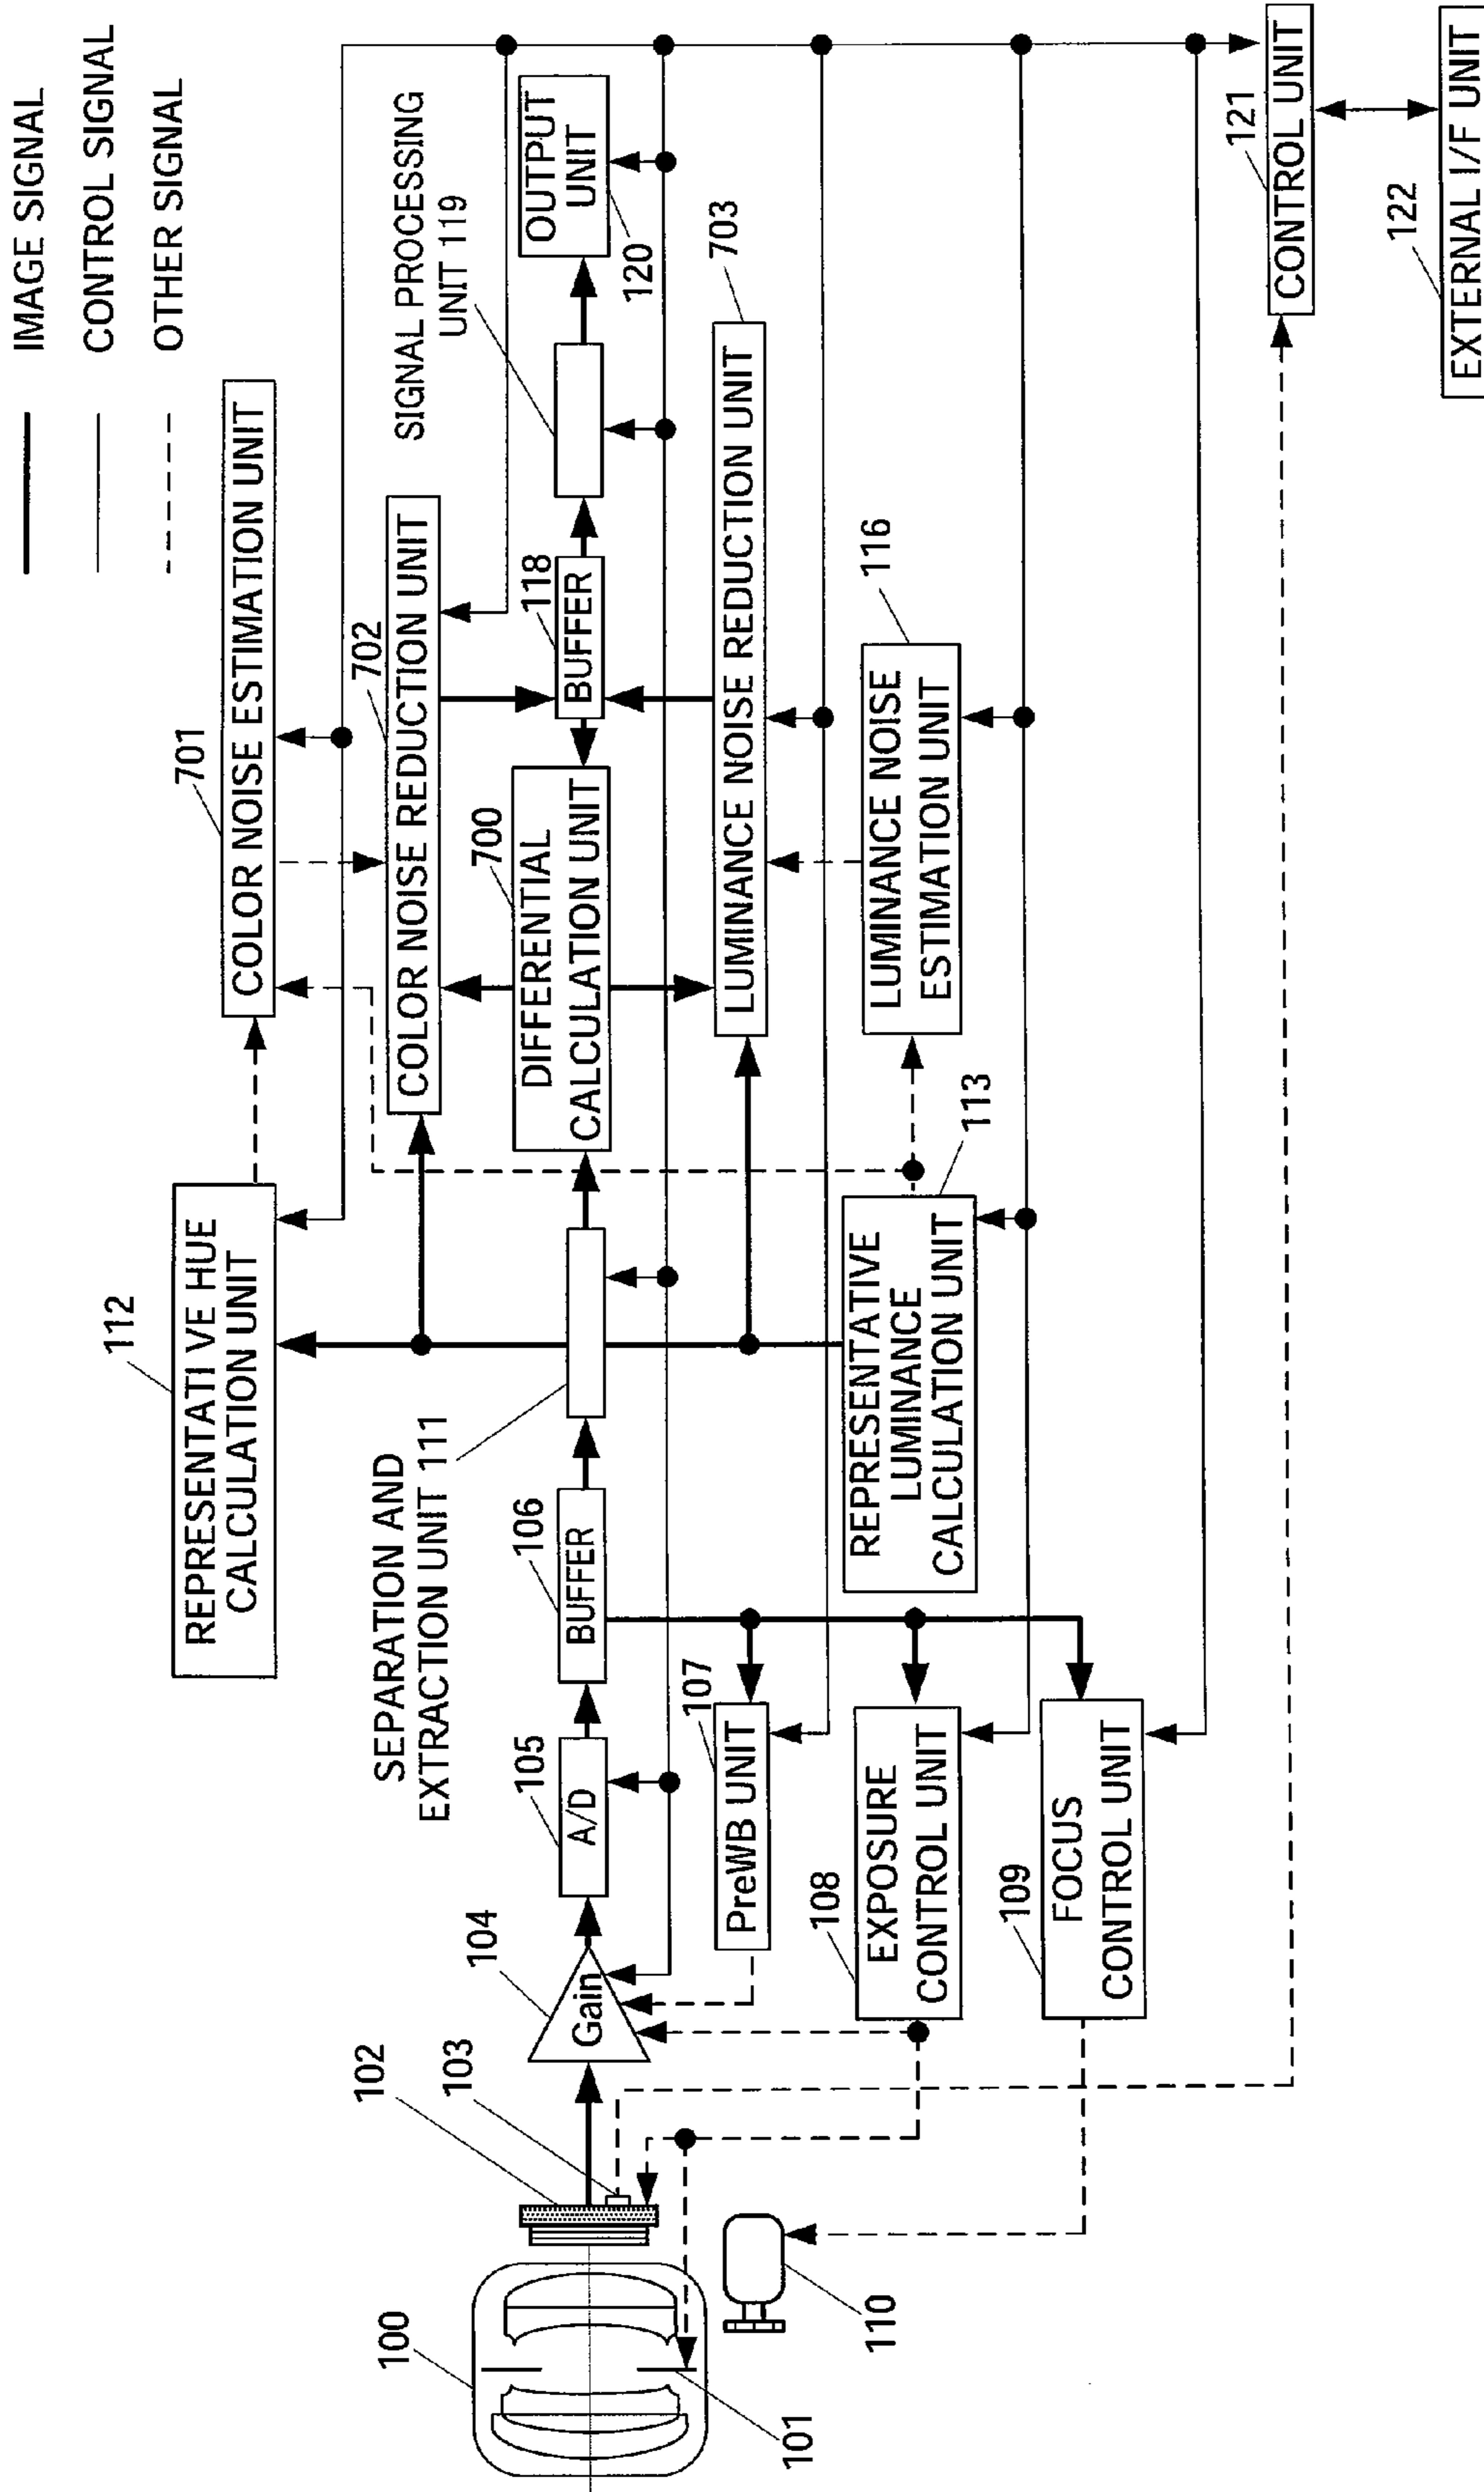 IMAGE SIGNAL
CONTROL SIGNAL
OTHER SIGNAL
112
REPRESENTATIVE HUE
CALCULATION UNIT
701
COLOR NOISE ESTIMATION UNIT
702
COLOR NOISE REDUCTION UNIT
SIGNAL PROCESSING
UNIT 119
SEPARATION AND
EXTRACTION UNIT 111
100
101
102
103
104
Gain
105
A/D
106
BUFFER
700
DIFFERENTIAL
CALCULATION UNIT
118
BUFFER
OUTPUT
UNIT
120
107
PreWB UNIT
703
LUMINANCE NOISE REDUCTION UNIT
108
EXPOSURE
CONTROL UNIT
REPRESENTATIVE
LUMINANCE
CALCULATION UNIT
113
116
LUMINANCE NOISE
ESTIMATION UNIT
110
109
FOCUS
CONTROL UNIT
121
CONTROL UNIT
122
EXTERNAL I/F UNIT